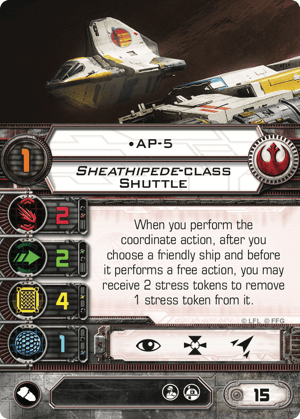 •AP-5
1
SHEATHIPEDE-CLASS
SHUTTLE
2
2
4
1
When you perform the
coordinate action, after you
choose a friendly ship and before
it performs a free action, you may
receive 2 stress tokens to remove
1 stress token from it.
© LFL © FFG
15